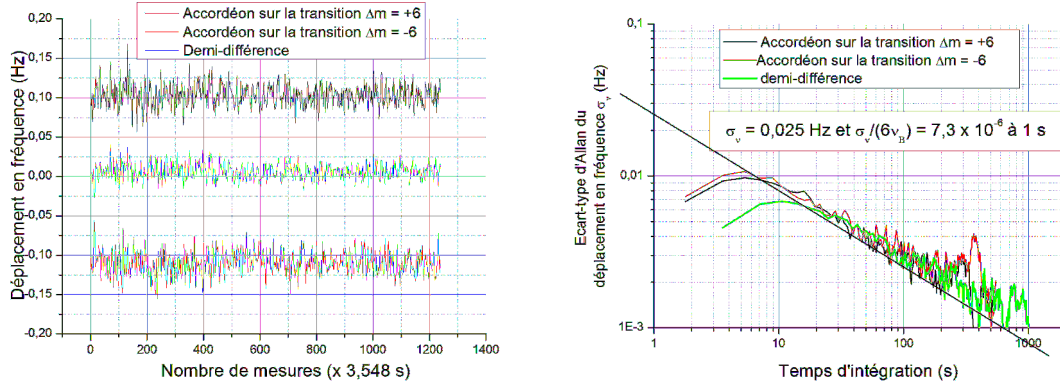 Accordéon sur la transition Δm = +6
Accordéon sur la transition Δm = -6
Demi-différence
Déplacement en fréquence (Hz)
0,20
0,15
0,10
0,05
0,00
-0,05
-0,10
-0,15
-0,20
0
200
400
600
800
1000
1200
1400
Nombre de mesures (x 3,548 s)
Accordéon sur la transition Δm = +6
Accordéon sur la transition Δm = -6
demi-différence
σν = 0,025 Hz et σν/(6νB) = 7,3 x 10-6 à 1 s
Ecart-type d'Allan du
déplacement en fréquence σν (Hz)
0,1
0,01
1E-3
1
10
100
1000
Temps d'intégration (s)